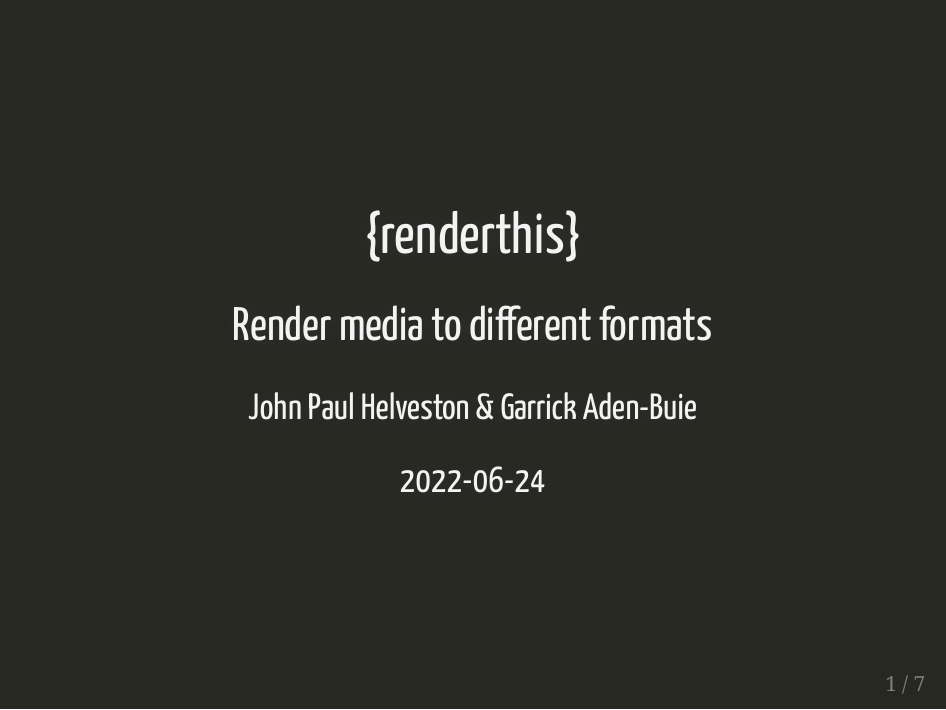 {renderthis}
Render media to different formats
John Paul Helveston & Garrick Aden-Buie
2022-06-24
1 / 7